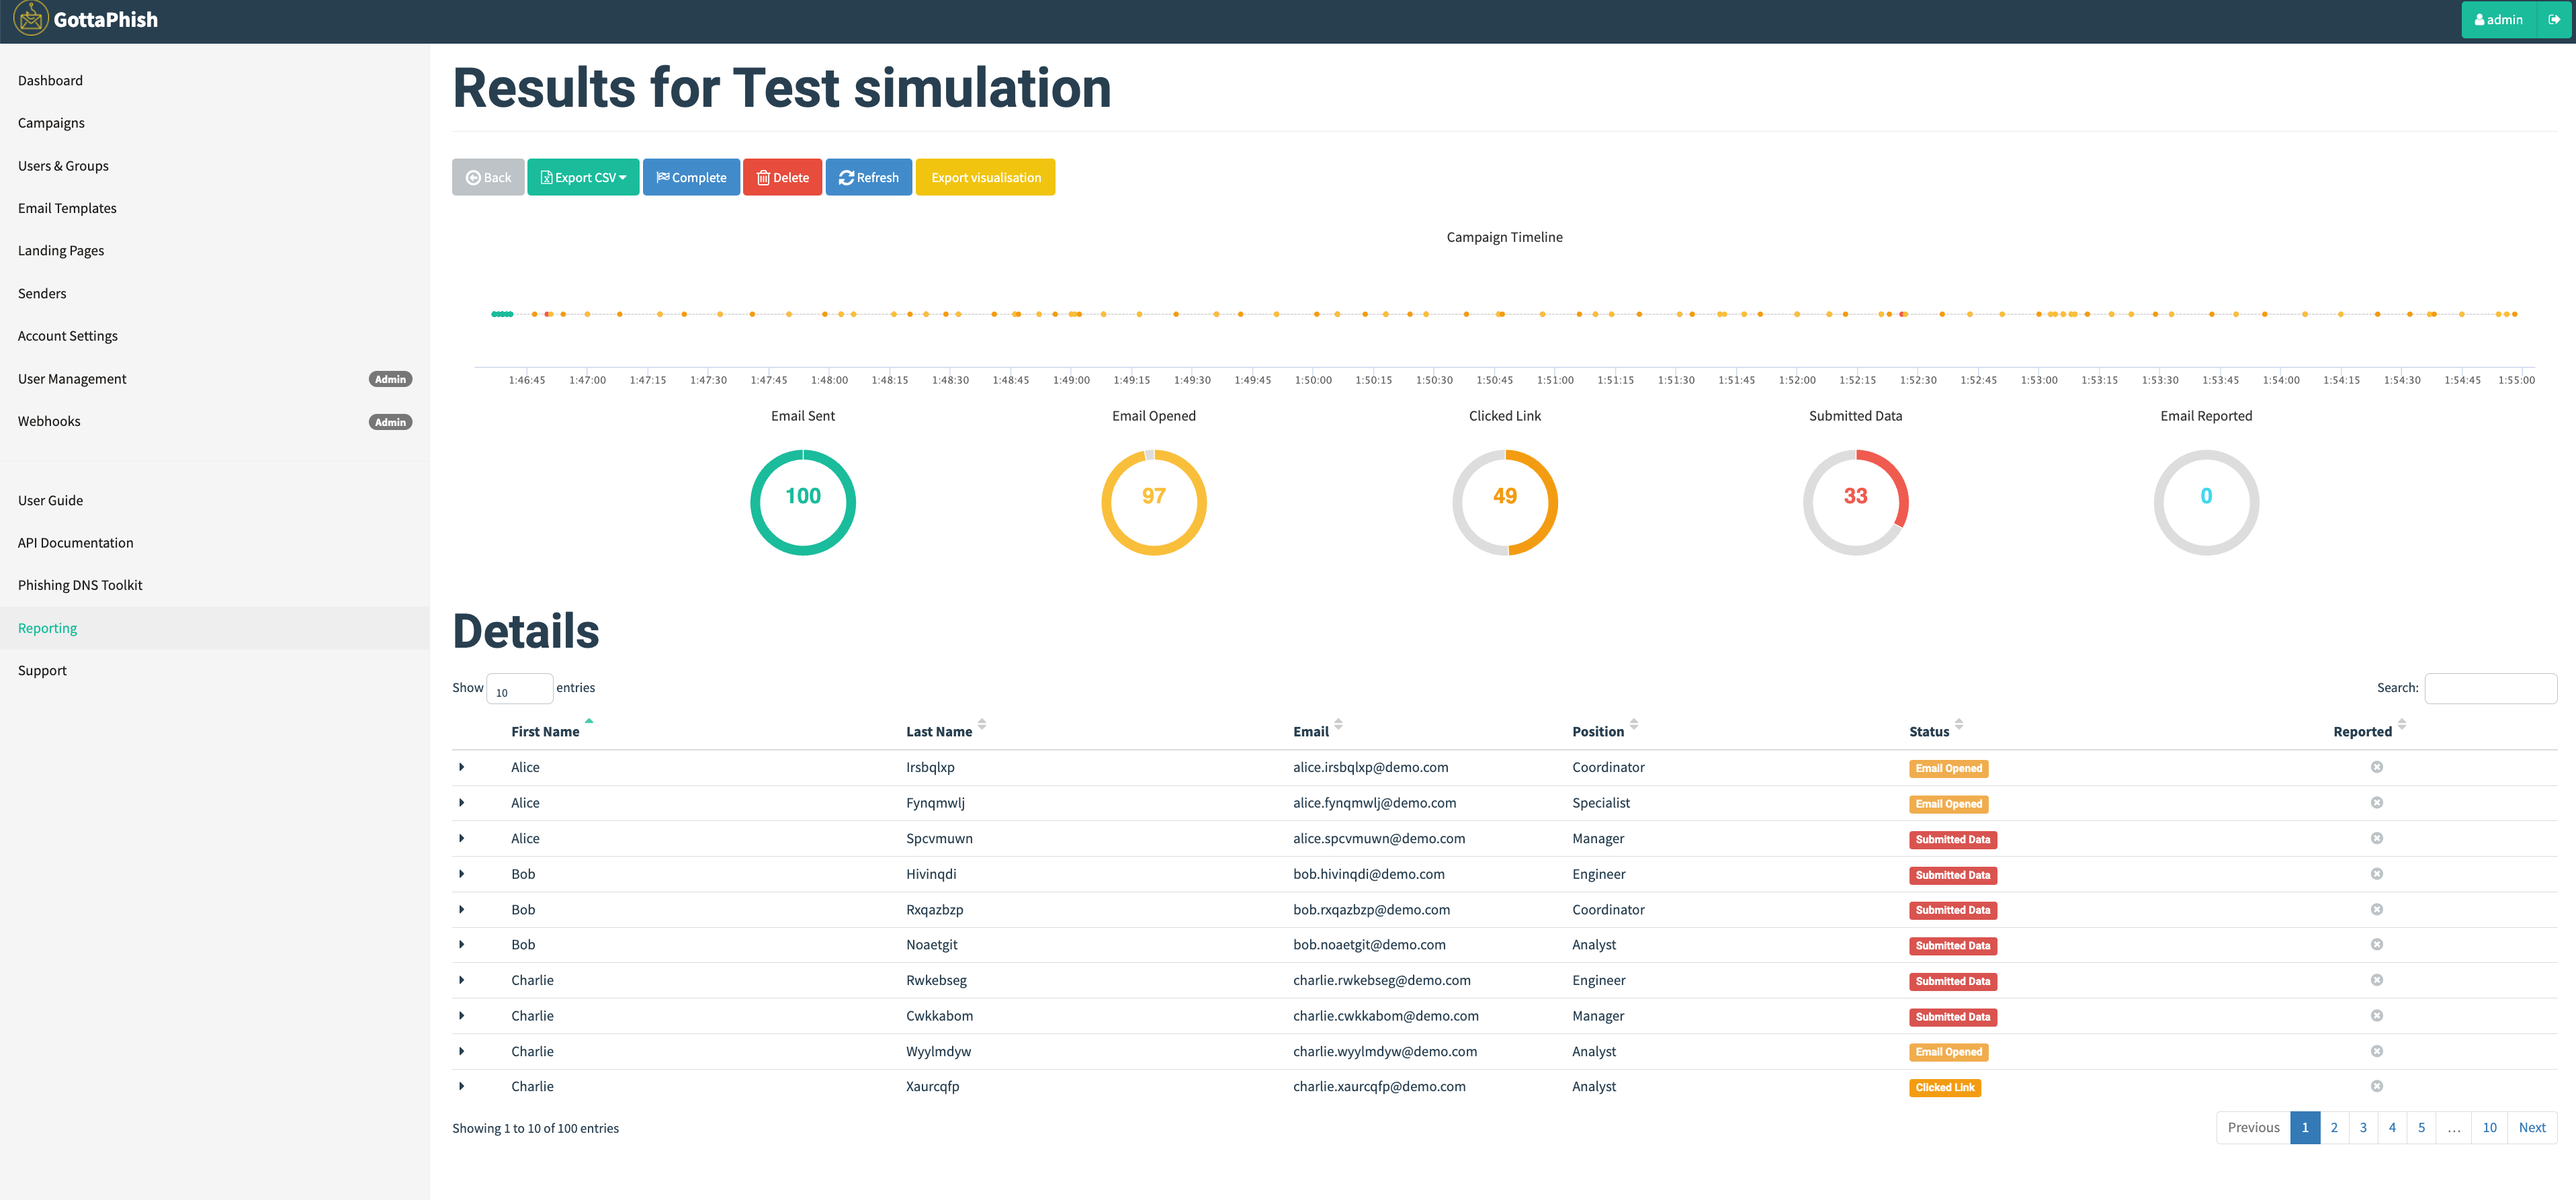 GottaPhish
admin
Dashboard
Campaigns
Users & Groups
Email Templates
Landing Pages
Senders
Account Settings
User Management Admin
Webhooks Admin
User Guide
API Documentation
Phishing DNS Toolkit
Reporting
Support
Results for Test simulation
Back Export CSV Complete Delete Refresh Export visualisation
Campaign Timeline
1:46:45 1:47:00 1:47:15 1:47:30 1:47:45 1:48:00 1:48:15 1:48:30 1:48:45 1:49:00 1:49:15 1:49:30 1:49:45 1:50:00 1:50:15 1:50:30 1:50:45 1:51:00 1:51:15 1:51:30 1:51:45 1:52:00 1:52:15 1:52:30 1:52:45 1:53:00 1:53:15 1:53:30 1:53:45 1:54:00 1:54:15 1:54:30 1:54:45 1:55:00
Email Sent Email Opened Clicked Link Submitted Data Email Reported
100 97 49 33 0
Details
Show 10 entries Search:
First Name Last Name Email Position Status Reported
Alice Irsbqlxp alice.irsbqlxp@demo.com Coordinator Email Opened
Alice Fynqmwlj alice.fynqmwlj@demo.com Specialist Email Opened
Alice Spcvmuwn alice.spcvmuwn@demo.com Manager Submitted Data
Bob Hivinqdi bob.hivinqdi@demo.com Engineer Submitted Data
Bob Rxqazbzp bob.rxqazbzp@demo.com Coordinator Submitted Data
Bob Noaetgit bob.noaetgit@demo.com Analyst Submitted Data
Charlie Rwkebseg charlie.rwkebseg@demo.com Engineer Submitted Data
Charlie Cwkkabom charlie.cwkkabom@demo.com Manager Submitted Data
Charlie Wyylmdyw charlie.wyylmdyw@demo.com Analyst Email Opened
Charlie Xaurcqfp charlie.xaurcqfp@demo.com Analyst Clicked Link
Showing 1 to 10 of 100 entries Previous 1 2 3 4 5 … 10 Next